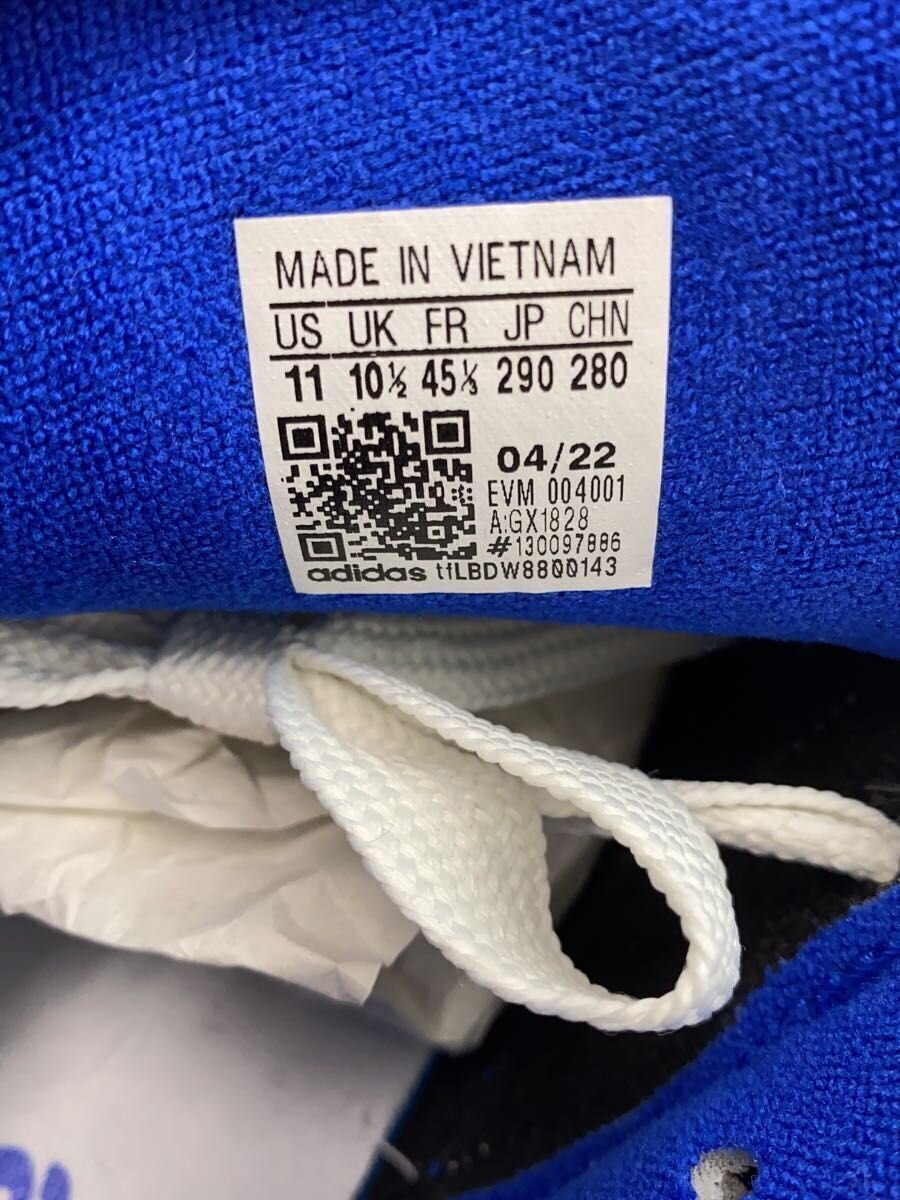 MADE IN VIETNAM
US UK FR JP CHN
11 10½ 45⅓ 290 280
04/22
EVM 004001
A:GX1828
#130097886
adidas tfLBDW8800143